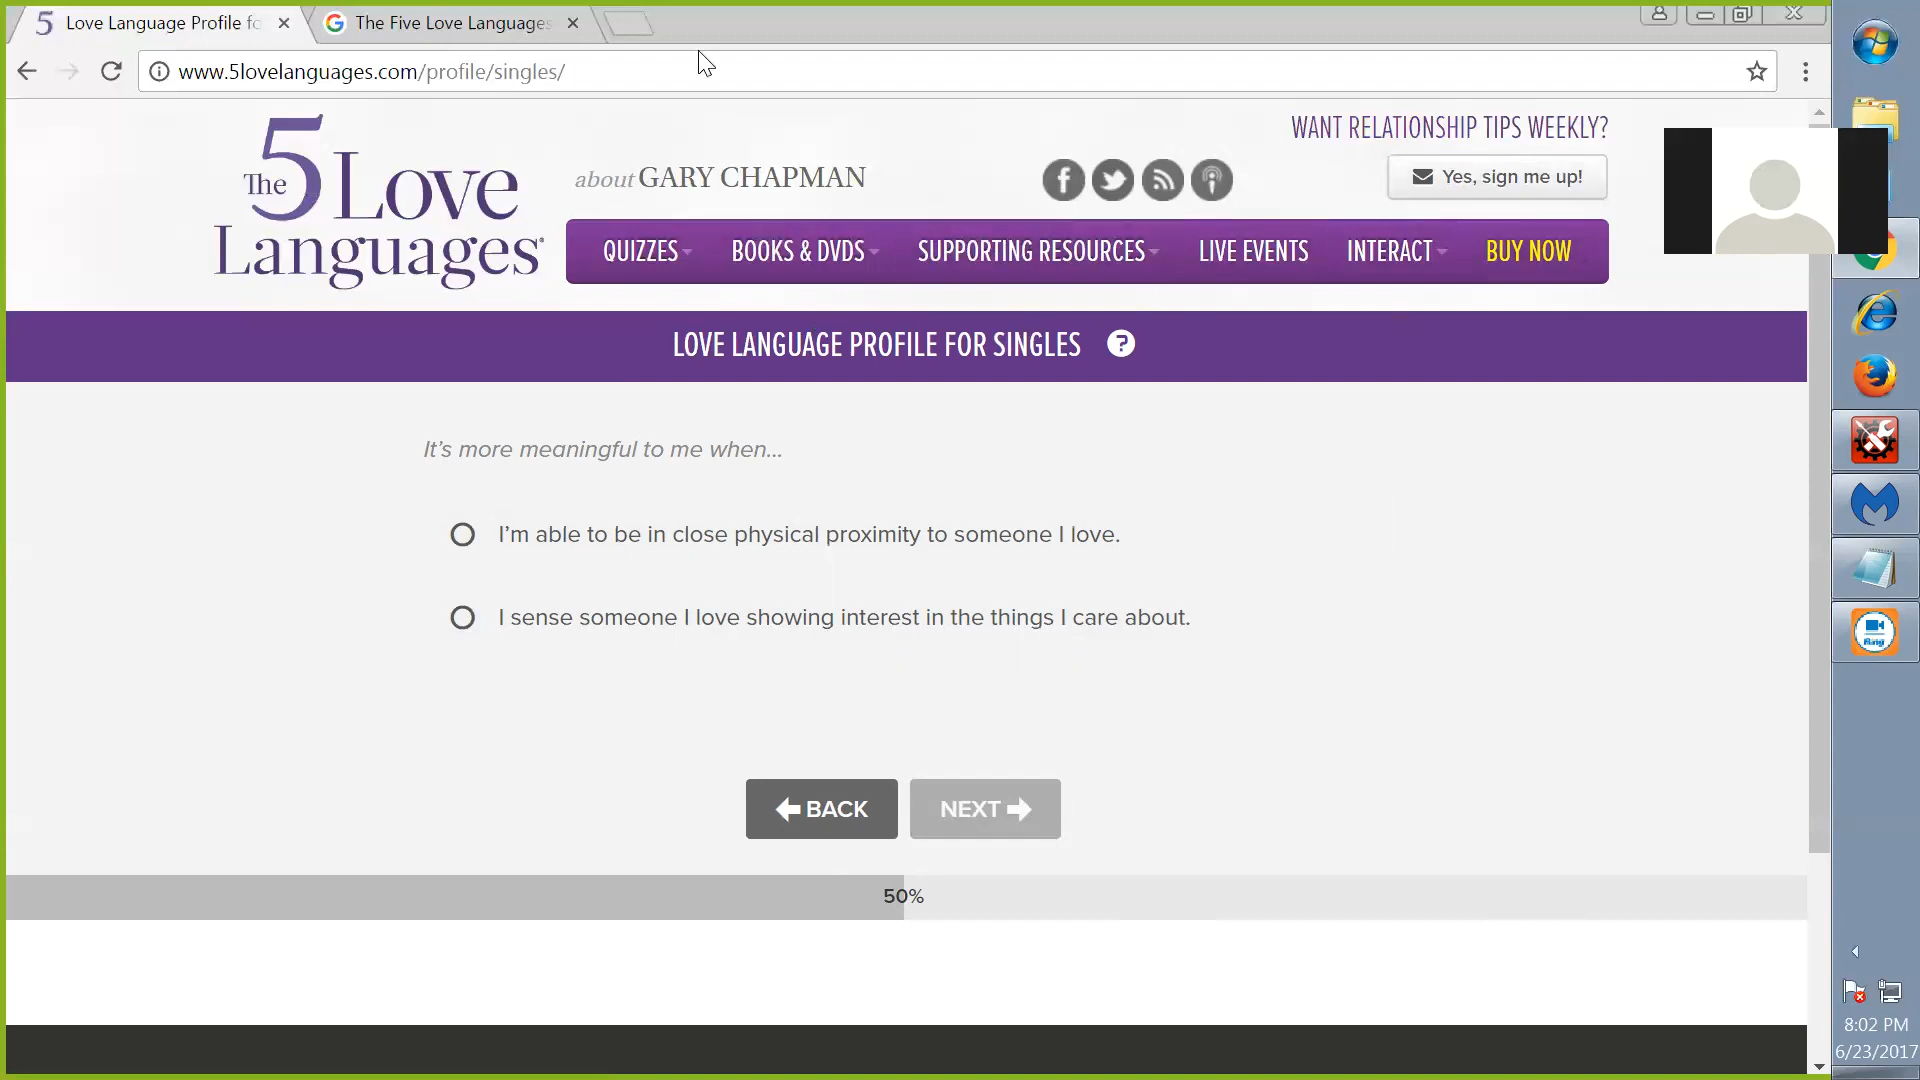 Love Language Profile fo
The Five Love Languages
www.5lovelanguages.com/profile/singles/
WANT RELATIONSHIP TIPS WEEKLY?
The 5 Love Languages®
about GARY CHAPMAN
Yes, sign me up!
QUIZZES BOOKS & DVDS SUPPORTING RESOURCES LIVE EVENTS INTERACT BUY NOW
LOVE LANGUAGE PROFILE FOR SINGLES ?
It's more meaningful to me when...
I'm able to be in close physical proximity to someone I love.
I sense someone I love showing interest in the things I care about.
BACK NEXT
50%
8:02 PM
6/23/2017